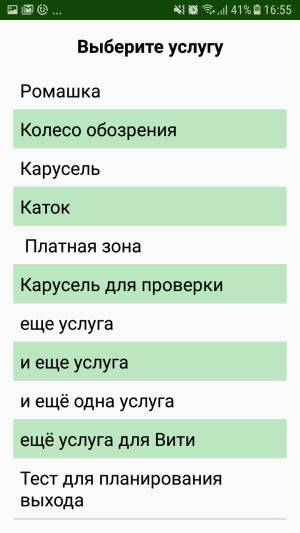 ... 41% 16:55
Выберите услугу
Ромашка
Колесо обозрения
Карусель
Каток
Платная зона
Карусель для проверки
еще услуга
и еще услуга
и ещё одна услуга
ещё услуга для Вити
Тест для планирования
выхода